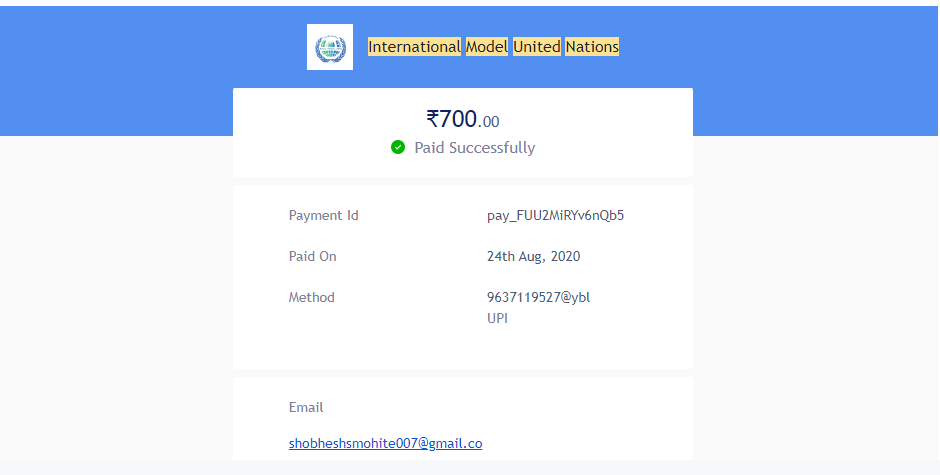 International Model United Nations
₹700.00
Paid Successfully
Payment Id pay_FUU2MiRYv6nQb5
Paid On 24th Aug, 2020
Method 9637119527@ybl
UPI
Email
shobheshsmohite007@gmail.co